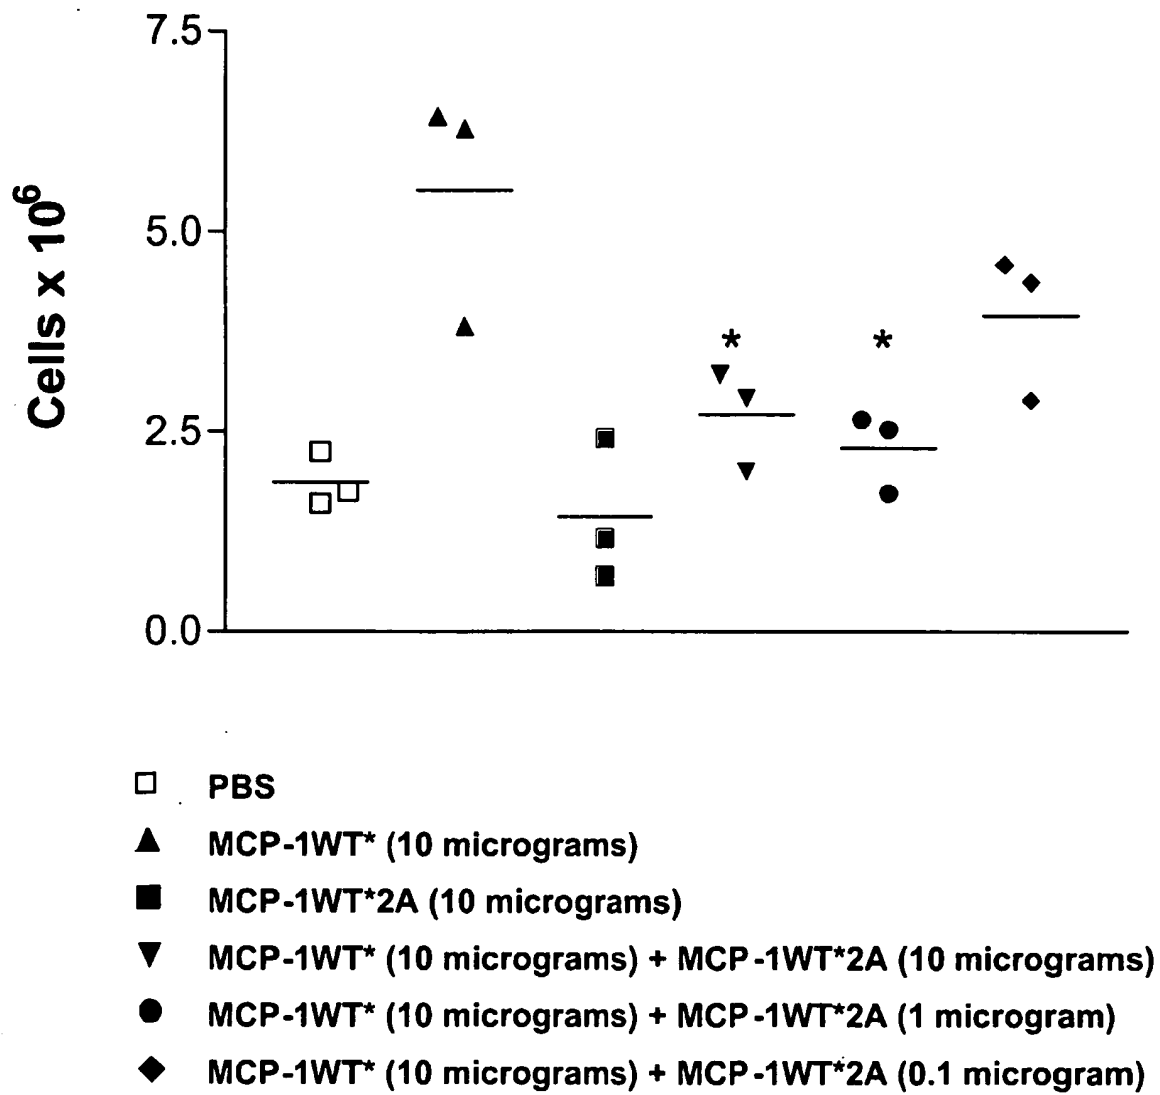 7.5
5.0
2.5
0.0
Cells x 10⁶
*
*
PBS
MCP-1WT* (10 micrograms)
MCP-1WT*2A (10 micrograms)
MCP-1WT* (10 micrograms) + MCP-1WT*2A (10 micrograms)
MCP-1WT* (10 micrograms) + MCP-1WT*2A (1 microgram)
MCP-1WT* (10 micrograms) + MCP-1WT*2A (0.1 microgram)